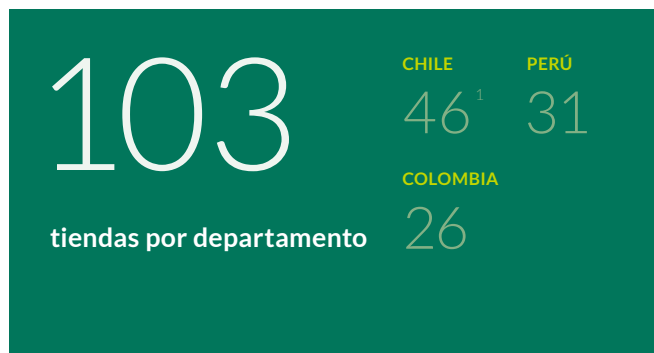 103
tiendas por departamento
CHILE
46 1
PERÚ
31
COLOMBIA
26